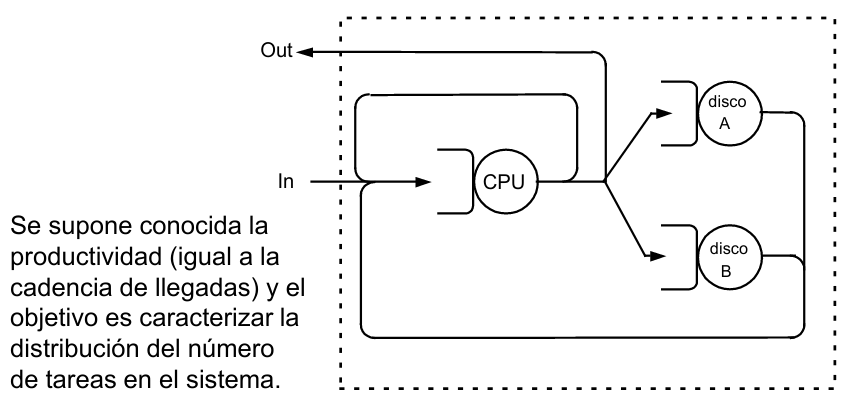 Out
disco
A
In
CPU
disco
B
Se supone conocida la
productividad (igual a la
cadencia de llegadas) y el
objetivo es caracterizar la
distribución del número
de tareas en el sistema.